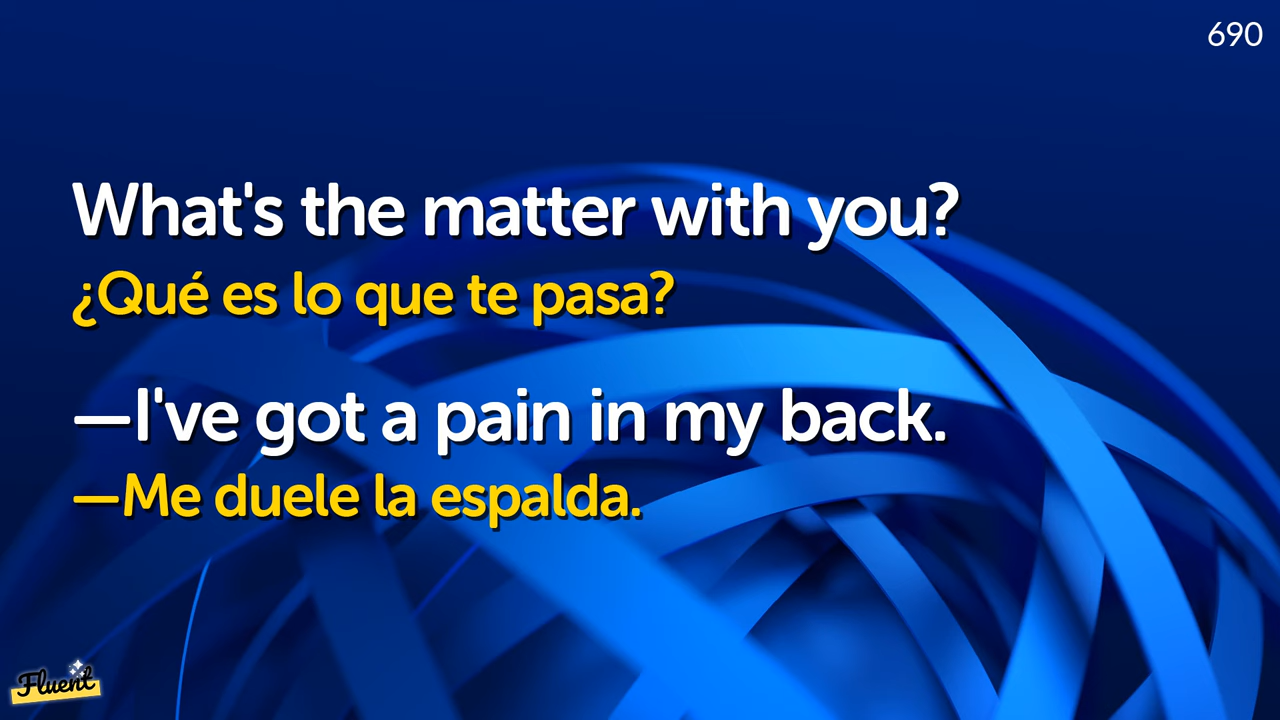 690
What's the matter with you?
¿Qué es lo que te pasa?
—I've got a pain in my back.
—Me duele la espalda.
Fluent